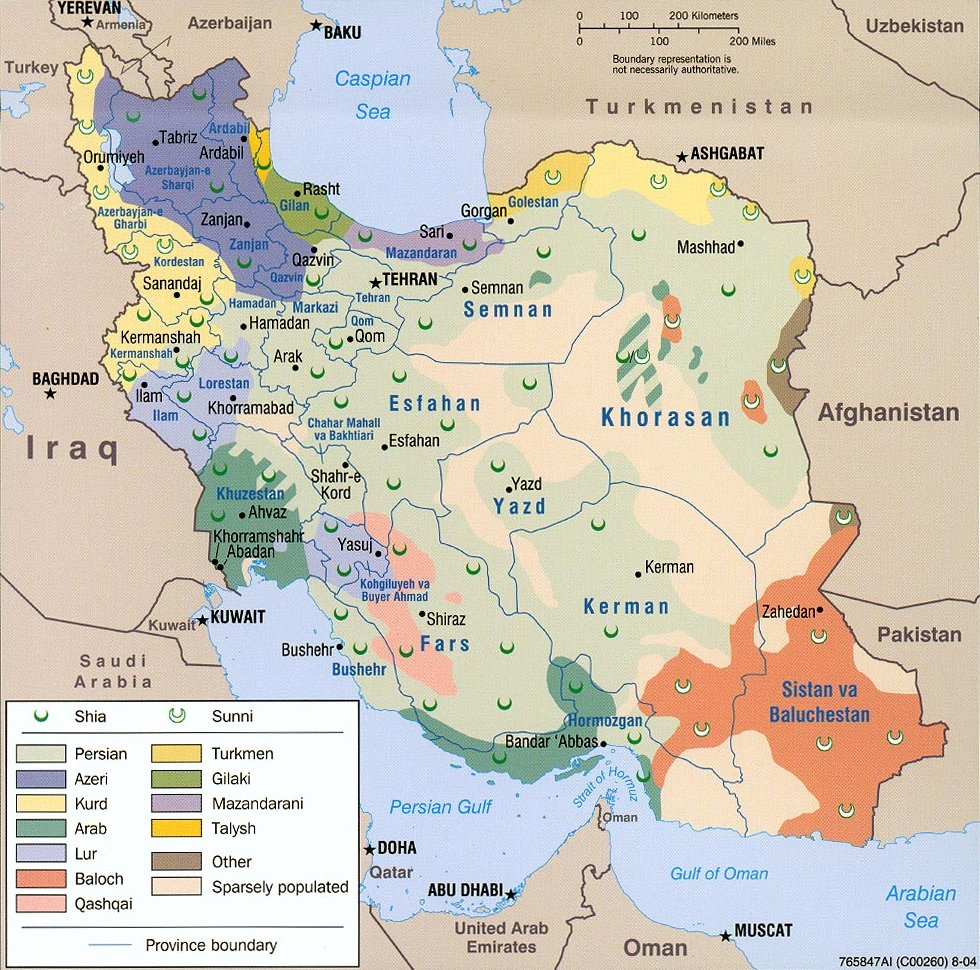 YEREVAN
Armenia
Azerbaijan
BAKU
0 100 200 Kilometers
0 100 200 Miles
Boundary representation is
not necessarily authoritative.
Uzbekistan
Turkey
Caspian
Sea
Turkmenistan
ASHGABAT
Tabriz
Ardabil
Ardabil
Orumiyeh
Azerbayjan-e
Sharqi
Rasht
Gilan
Azerbayjan-e
Gharbi
Zanjan
Zanjan
Gorgan
Golestan
Sari
Mazandaran
Mashhad
Kordestan
Qazvin
Qazvin
TEHRAN
Tehran
Sanandaj
Semnan
Semnan
Hamadan
Markazi
Hamadan
Qom
Qom
Kermanshah
Kermanshah
Arak
BAGHDAD
Ilam
Ilam
Lorestan
Khorramabad
Esfahan
Esfahan
Khorasan
Afghanistan
Chahar Mahall
va Bakhtiari
Iraq
Shahr-e
Kord
Khuzestan
Ahvaz
Yazd
Yazd
Khorramshahr
Abadan
Yasuj
Kohgiluyeh va
Buyer Ahmad
Kerman
Kerman
Zahedan
KUWAIT
Kuwait
Shiraz
Fars
Pakistan
Bushehr
Bushehr
Saudi
Arabia
Sistan va
Baluchestan
Hormozgan
Bandar 'Abbas
Strait of Hormuz
Persian Gulf
Oman
DOHA
Qatar
ABU DHABI
United Arab
Emirates
Gulf of Oman
Arabian
Sea
MUSCAT
Oman
Shia
Sunni
Persian
Turkmen
Azeri
Gilaki
Kurd
Mazandarani
Arab
Talysh
Lur
Other
Baloch
Sparsely populated
Qashqai
Province boundary
765847AI (C00260) 8-04